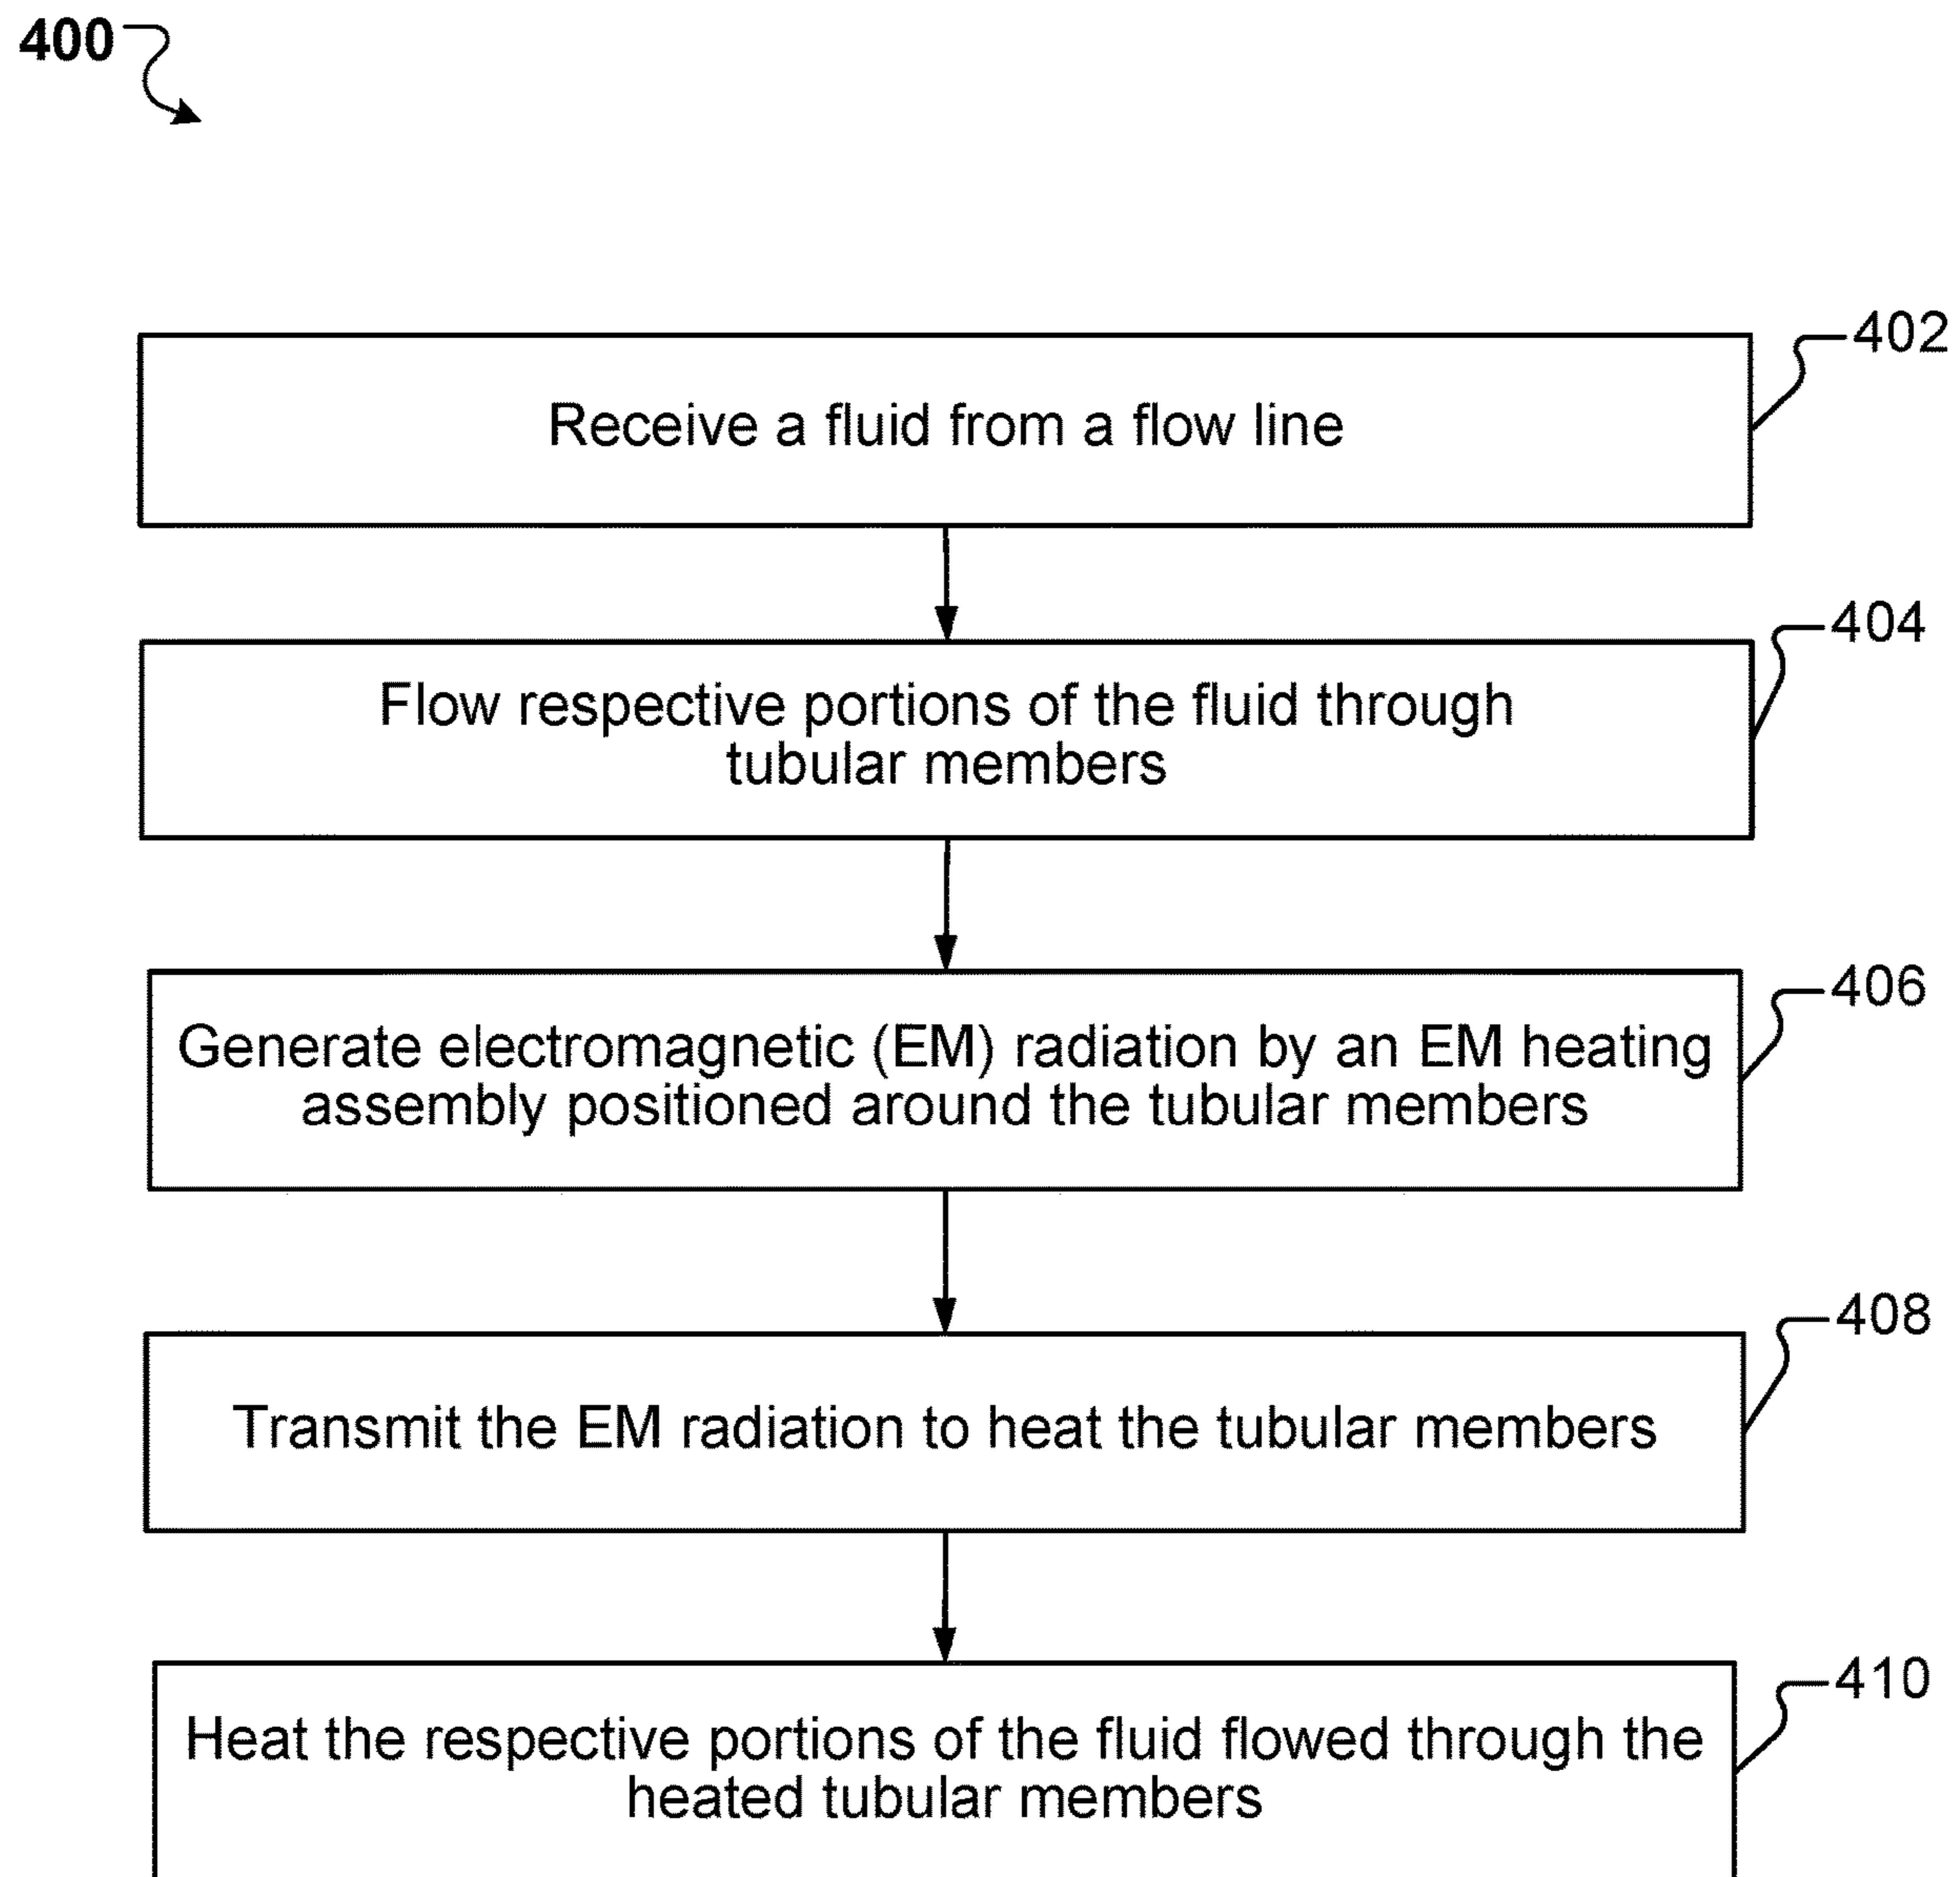 400
402
Receive a fluid from a flow line
404
Flow respective portions of the fluid through
tubular members
406
Generate electromagnetic (EM) radiation by an EM heating
assembly positioned around the tubular members
408
Transmit the EM radiation to heat the tubular members
410
Heat the respective portions of the fluid flowed through the
heated tubular members